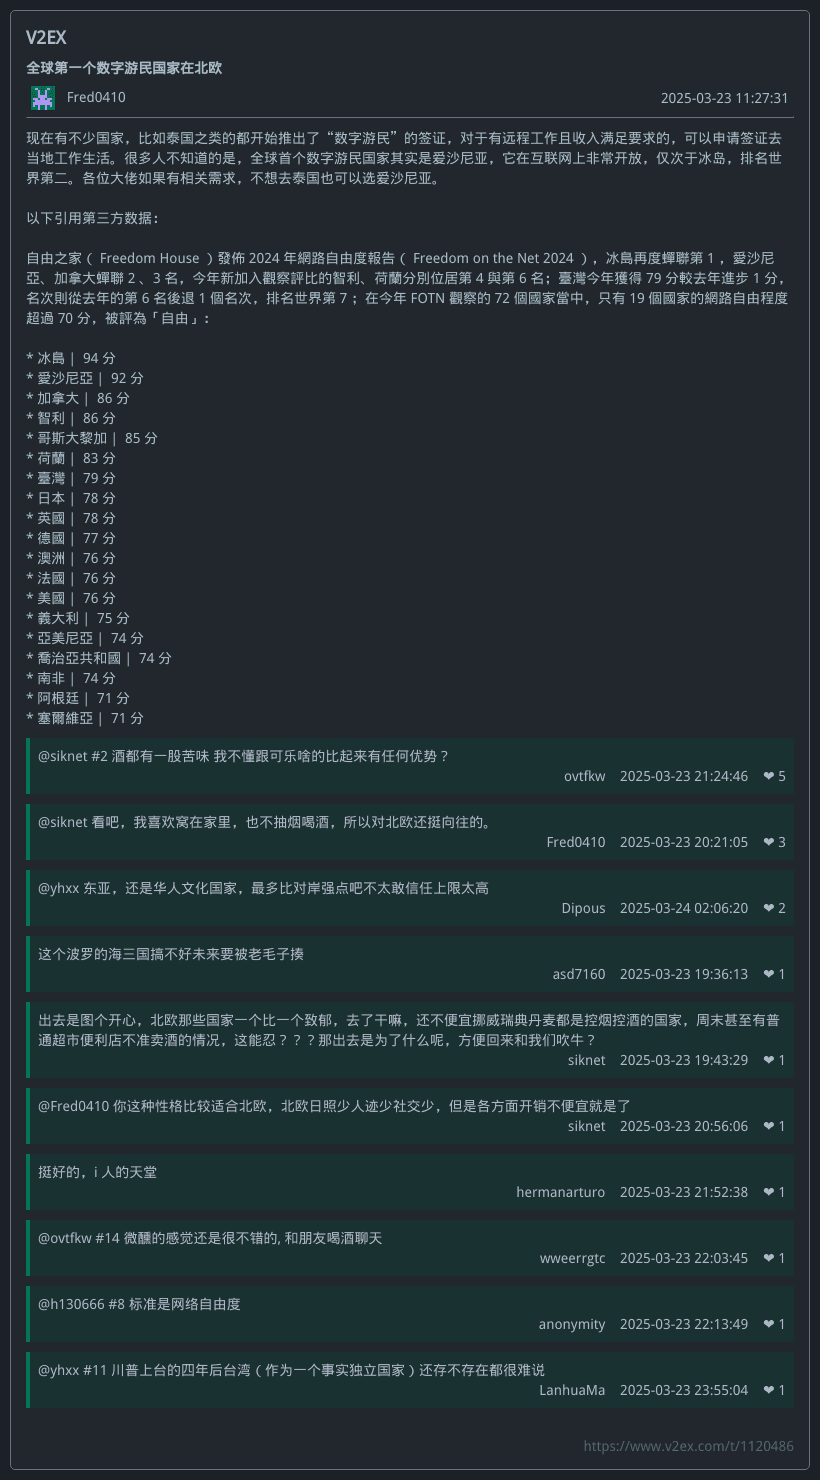 V2EX
全球第一个数字游民国家在北欧
Fred0410 2025-03-23 11:27:31
现在有不少国家，比如泰国之类的都开始推出了“数字游民”的签证，对于有远程工作且收入满足要求的，可以申请签证去
当地工作生活。很多人不知道的是，全球首个数字游民国家其实是爱沙尼亚，它在互联网上非常开放，仅次于冰岛，排名世
界第二。各位大佬如果有相关需求，不想去泰国也可以选爱沙尼亚。
以下引用第三方数据：
自由之家（ Freedom House ）發佈 2024 年網路自由度報告（ Freedom on the Net 2024 ），冰島再度蟬聯第 1 ，愛沙尼
亞、加拿大蟬聯 2 、3 名，今年新加入觀察評比的智利、荷蘭分別位居第 4 與第 6 名；臺灣今年獲得 79 分較去年進步 1 分，
名次則從去年的第 6 名後退 1 個名次，排名世界第 7 ；在今年 FOTN 觀察的 72 個國家當中，只有 19 個國家的網路自由程度
超過 70 分，被評為「自由」：
* 冰島｜ 94 分
* 愛沙尼亞｜ 92 分
* 加拿大｜ 86 分
* 智利｜ 86 分
* 哥斯大黎加｜ 85 分
* 荷蘭｜ 83 分
* 臺灣｜ 79 分
* 日本｜ 78 分
* 英國｜ 78 分
* 德國｜ 77 分
* 澳洲｜ 76 分
* 法國｜ 76 分
* 美國｜ 76 分
* 義大利｜ 75 分
* 亞美尼亞｜ 74 分
* 喬治亞共和國｜ 74 分
* 南非｜ 74 分
* 阿根廷｜ 71 分
* 塞爾維亞｜ 71 分
@siknet #2 酒都有一股苦味 我不懂跟可乐啥的比起来有任何优势？
ovtfkw 2025-03-23 21:24:46 ❤ 5
@siknet 看吧，我喜欢窝在家里，也不抽烟喝酒，所以对北欧还挺向往的。
Fred0410 2025-03-23 20:21:05 ❤ 3
@yhxx 东亚，还是华人文化国家，最多比对岸强点吧不太敢信任上限太高
Dipous 2025-03-24 02:06:20 ❤ 2
这个波罗的海三国搞不好未来要被老毛子揍
asd7160 2025-03-23 19:36:13 ❤ 1
出去是图个开心，北欧那些国家一个比一个致郁，去了干嘛，还不便宜挪威瑞典丹麦都是控烟控酒的国家，周末甚至有普
通超市便利店不准卖酒的情况，这能忍？？？那出去是为了什么呢，方便回来和我们吹牛？
siknet 2025-03-23 19:43:29 ❤ 1
@Fred0410 你这种性格比较适合北欧，北欧日照少人迹少社交少，但是各方面开销不便宜就是了
siknet 2025-03-23 20:56:06 ❤ 1
挺好的，i 人的天堂
hermanarturo 2025-03-23 21:52:38 ❤ 1
@ovtfkw #14 微醺的感觉还是很不错的, 和朋友喝酒聊天
wweerrgtc 2025-03-23 22:03:45 ❤ 1
@h130666 #8 标准是网络自由度
anonymity 2025-03-23 22:13:49 ❤ 1
@yhxx #11 川普上台的四年后台湾（作为一个事实独立国家）还存不存在都很难说
LanhuaMa 2025-03-23 23:55:04 ❤ 1
https://www.v2ex.com/t/1120486